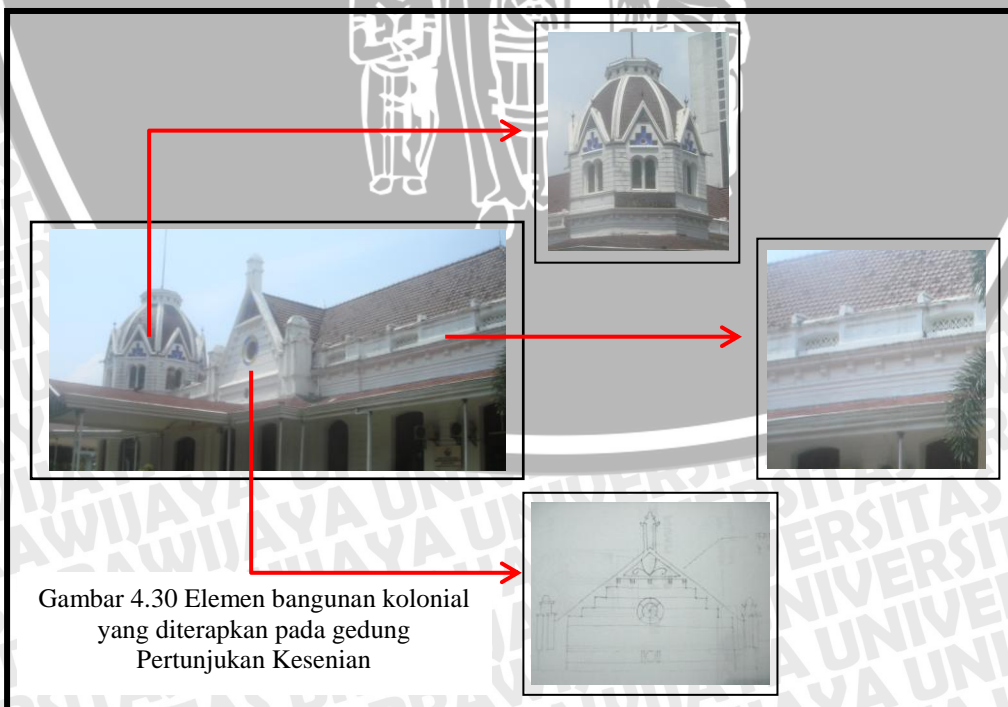 Gambar 4.30 Elemen bangunan kolonial
yang diterapkan pada gedung
Pertunjukan Kesenian